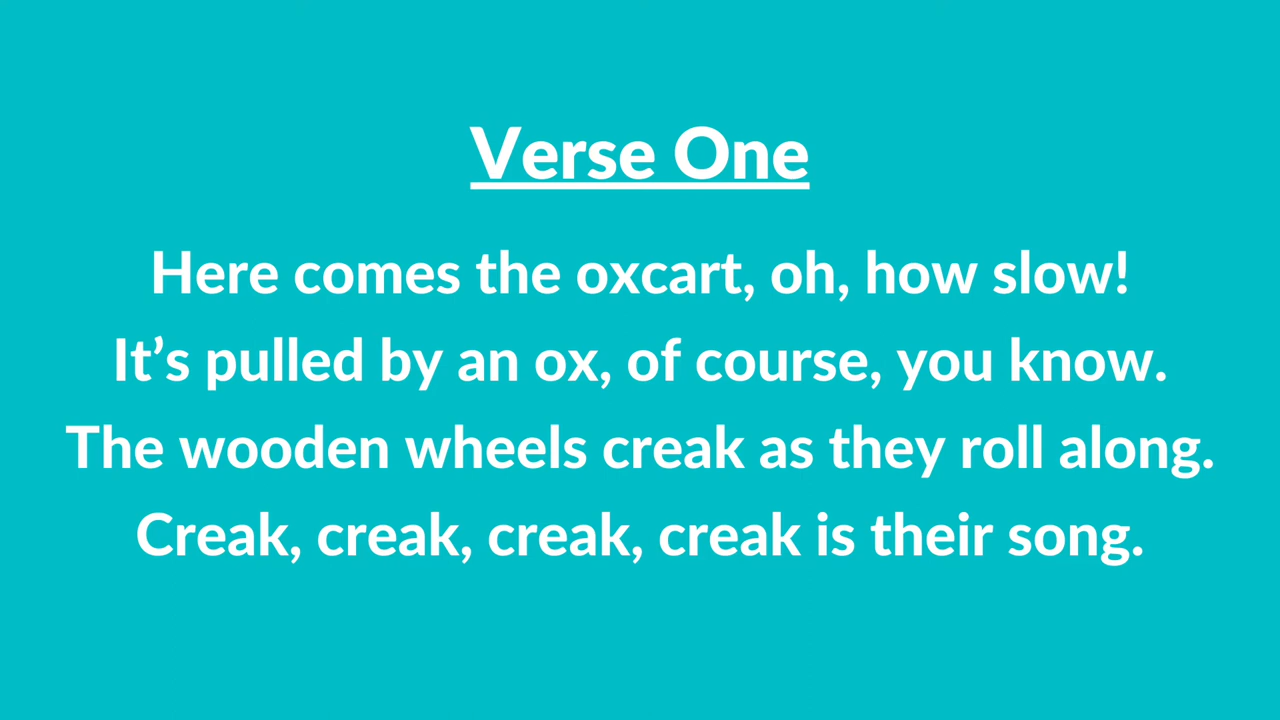 Verse One
Here comes the oxcart, oh, how slow!
It’s pulled by an ox, of course, you know.
The wooden wheels creak as they roll along.
Creak, creak, creak, creak is their song.